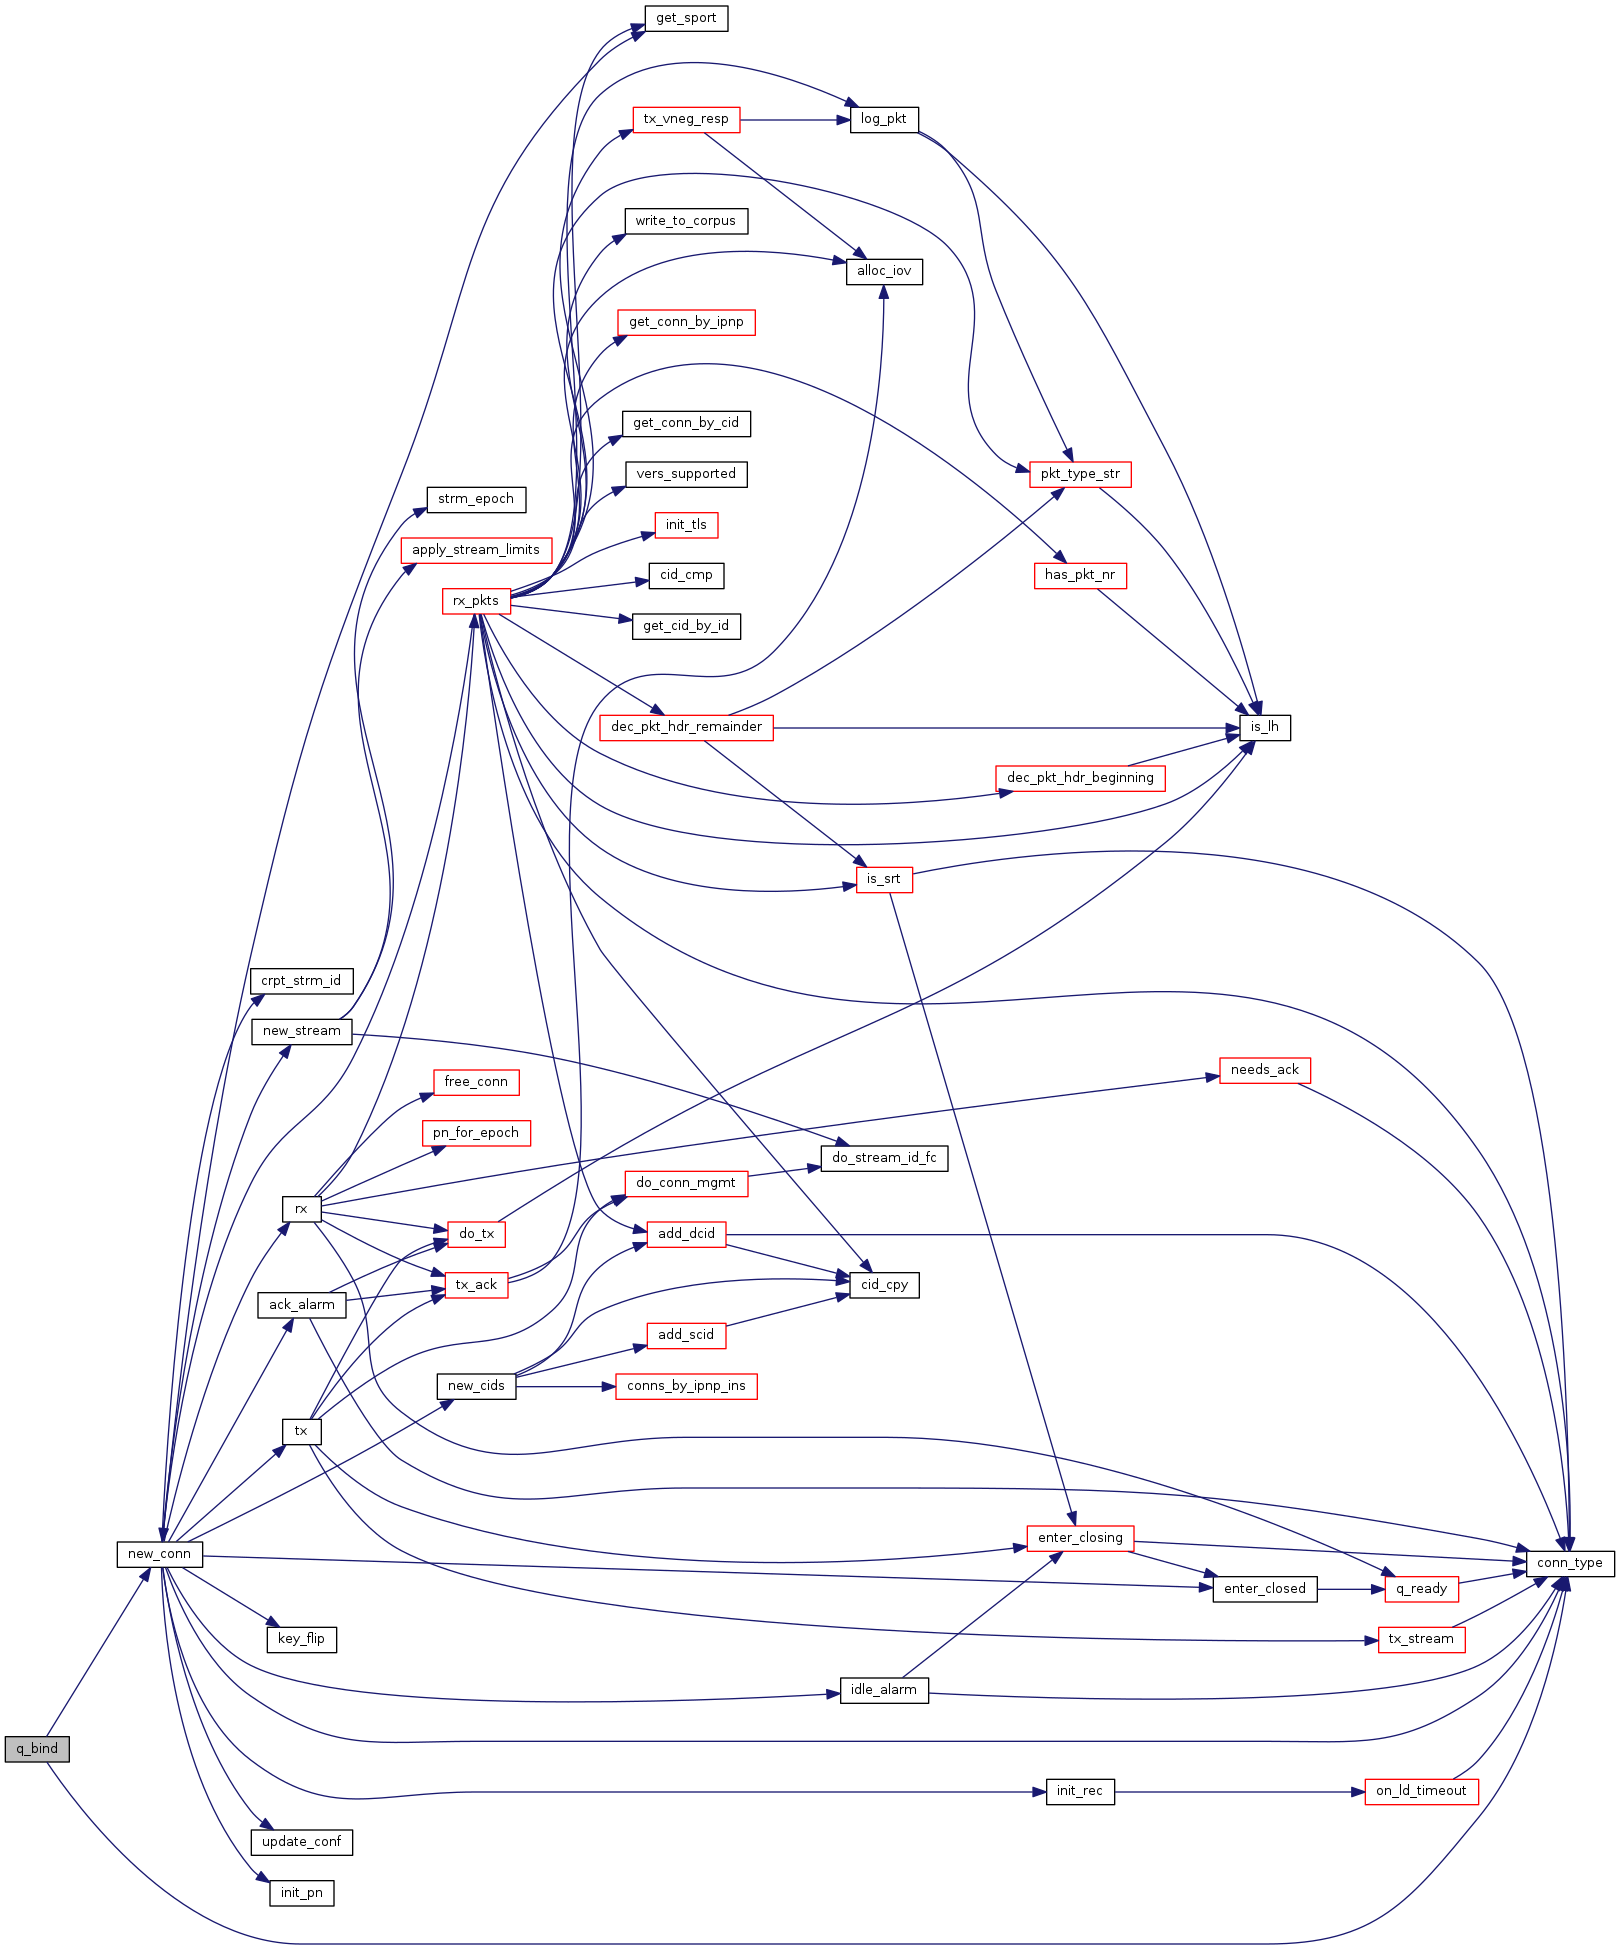 get_sport
tx_vneg_resp
log_pkt
write_to_corpus
alloc_iov
get_conn_by_ipnp
get_conn_by_cid
vers_supported
pkt_type_str
strm_epoch
init_tls
apply_stream_limits
cid_cmp
has_pkt_nr
rx_pkts
get_cid_by_id
dec_pkt_hdr_remainder
is_lh
dec_pkt_hdr_beginning
is_srt
crpt_strm_id
new_stream
needs_ack
free_conn
pn_for_epoch
do_stream_id_fc
do_conn_mgmt
rx
do_tx
add_dcid
tx_ack
cid_cpy
ack_alarm
add_scid
new_cids
conns_by_ipnp_ins
tx
enter_closing
new_conn
conn_type
enter_closed
q_ready
key_flip
tx_stream
idle_alarm
q_bind
init_rec
on_ld_timeout
update_conf
init_pn